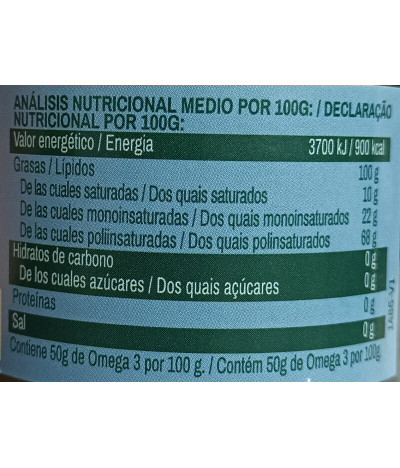 ANÁLISIS NUTRICIONAL MEDIO POR 100G: / DECLARAÇÃO
NUTRICIONAL POR 100G:
Valor energético / Energia 3700 kJ / 900 kcal
Grasas / Lípidos 100 g
De las cuales saturadas / Dos quais saturados 10 g
De las cuales monoinsaturadas / Dos quais monoinsaturados 22 g
De las cuales poliinsaturadas / Dos quais polinsaturados 68 g
Hidratos de carbono 0 g
De los cuales azúcares / Dos quais açúcares 0 g
Proteínas 0 g
Sal 0 g
Contiene 50g de Omega 3 por 100 g. / Contém 50g de Omega 3 por 100g.